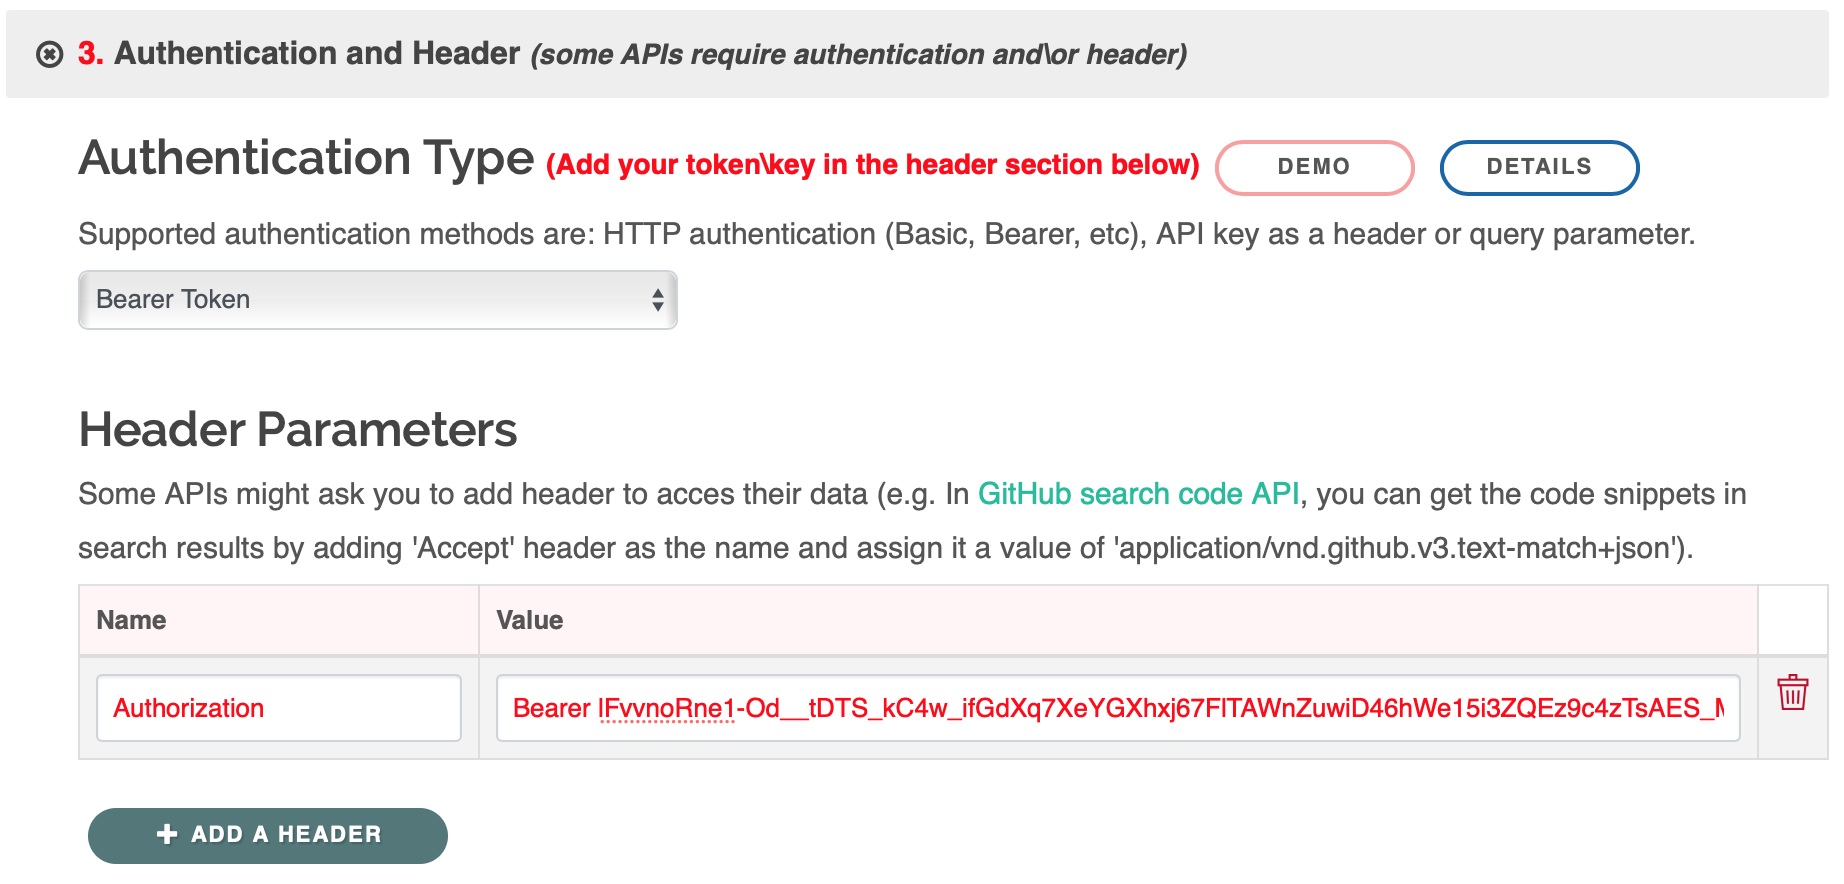 3. Authentication and Header (some APIs require authentication and\or header)
Authentication Type (Add your token\key in the header section below) DEMO DETAILS
Supported authentication methods are: HTTP authentication (Basic, Bearer, etc), API key as a header or query parameter.
Bearer Token
Header Parameters
Some APIs might ask you to add header to acces their data (e.g. In GitHub search code API, you can get the code snippets in
search results by adding 'Accept' header as the name and assign it a value of 'application/vnd.github.v3.text-match+json').
Name Value
Authorization Bearer lFvvnoRne1-Od__tDTS_kC4w_ifGdXq7XeYGXhxj67FlTAWnZuwiD46hWe15i3ZQEz9c4zTsAES_M
+ ADD A HEADER